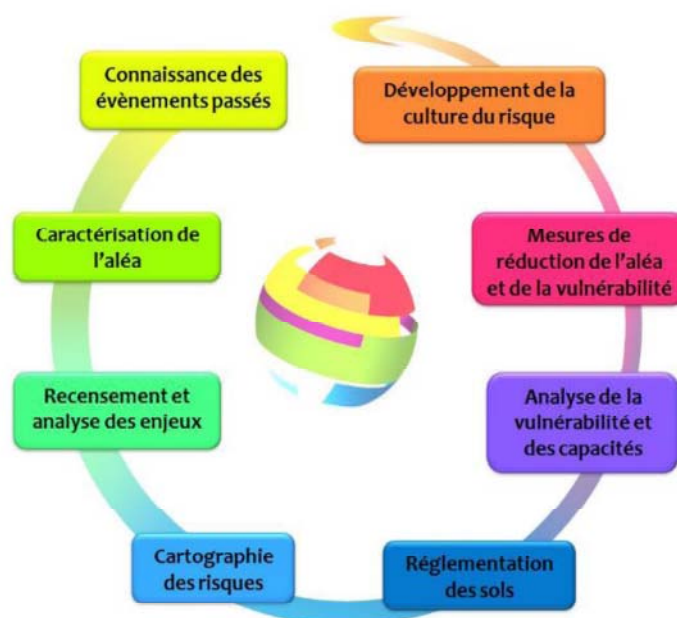 Connaissance des
évènements passés
Caractérisation de
l'aléa
Recensement et
analyse des enjeux
Cartographie
des risques
Réglementation
des sols
Analyse de la
vulnérabilité et
des capacités
Mesures de
réduction de l'aléa
et de la vulnérabilité
Développement de la
culture du risque